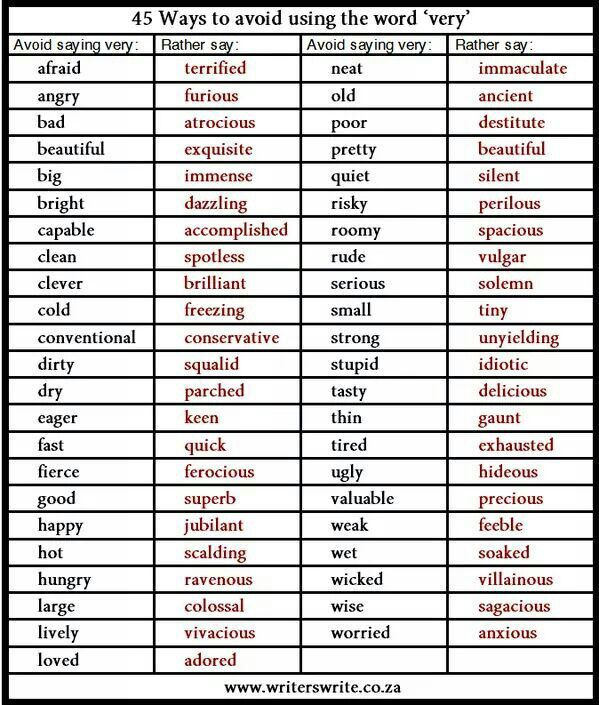 45 Ways to avoid using the word ‘very’
Avoid saying very: Rather say: Avoid saying very: Rather say:
afraid terrified neat immaculate
angry furious old ancient
bad atrocious poor destitute
beautiful exquisite pretty beautiful
big immense quiet silent
bright dazzling risky perilous
capable accomplished roomy spacious
clean spotless rude vulgar
clever brilliant serious solemn
cold freezing small tiny
conventional conservative strong unyielding
dirty squalid stupid idiotic
dry parched tasty delicious
eager keen thin gaunt
fast quick tired exhausted
fierce ferocious ugly hideous
good superb valuable precious
happy jubilant weak feeble
hot scalding wet soaked
hungry ravenous wicked villainous
large colossal wise sagacious
lively vivacious worried anxious
loved adored
www.writerswrite.co.za